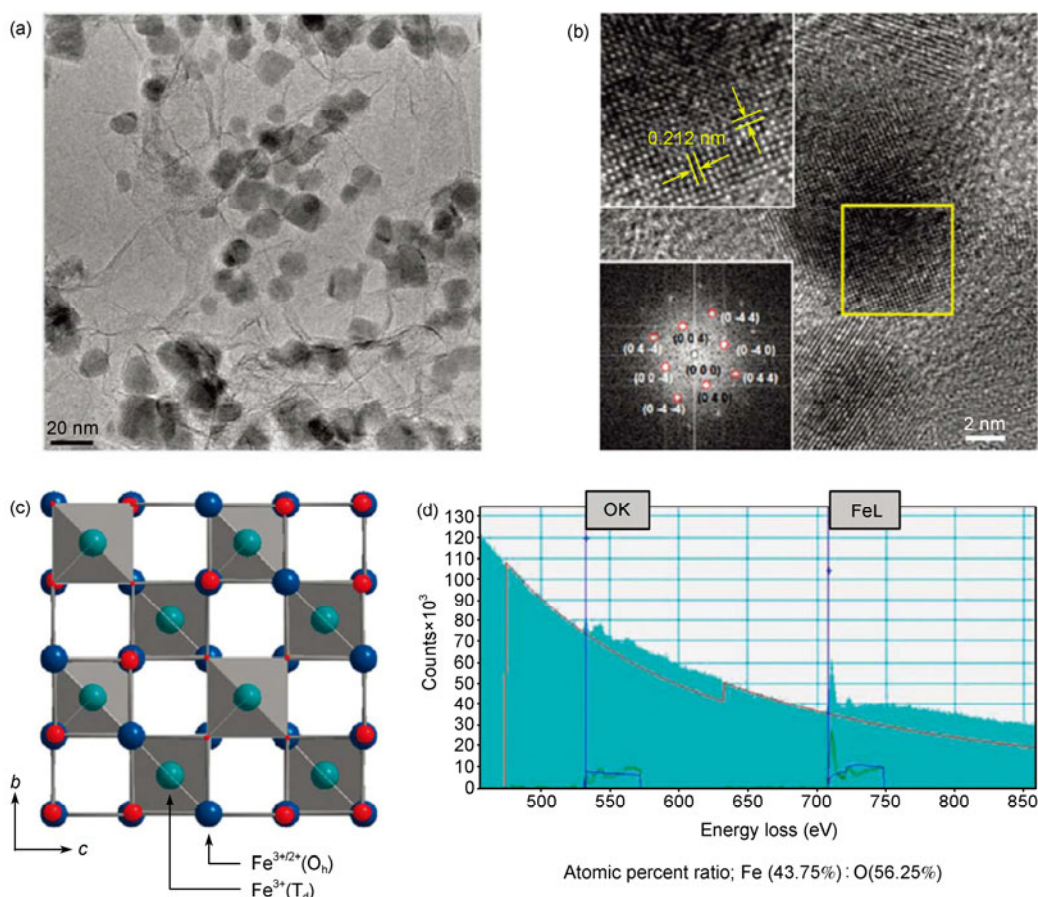 (a)
20 nm
(b)
0.212 nm
(0 -4 4)
(0 0 4)
(0 4 -4)
(0 -4 0)
(0 0 0)
(0 0 -4)
(0 4 4)
(0 4 0)
(0 -4 -4)
2 nm
(c)
b
c
Fe3+/2+(Oh)
Fe3+(Td)
(d)
OK
FeL
130
120
110
100
90
80
70
60
50
40
30
20
10
0
Counts×10³
500
550
600
650
700
750
800
850
Energy loss (eV)
Atomic percent ratio; Fe (43.75%) : O(56.25%)